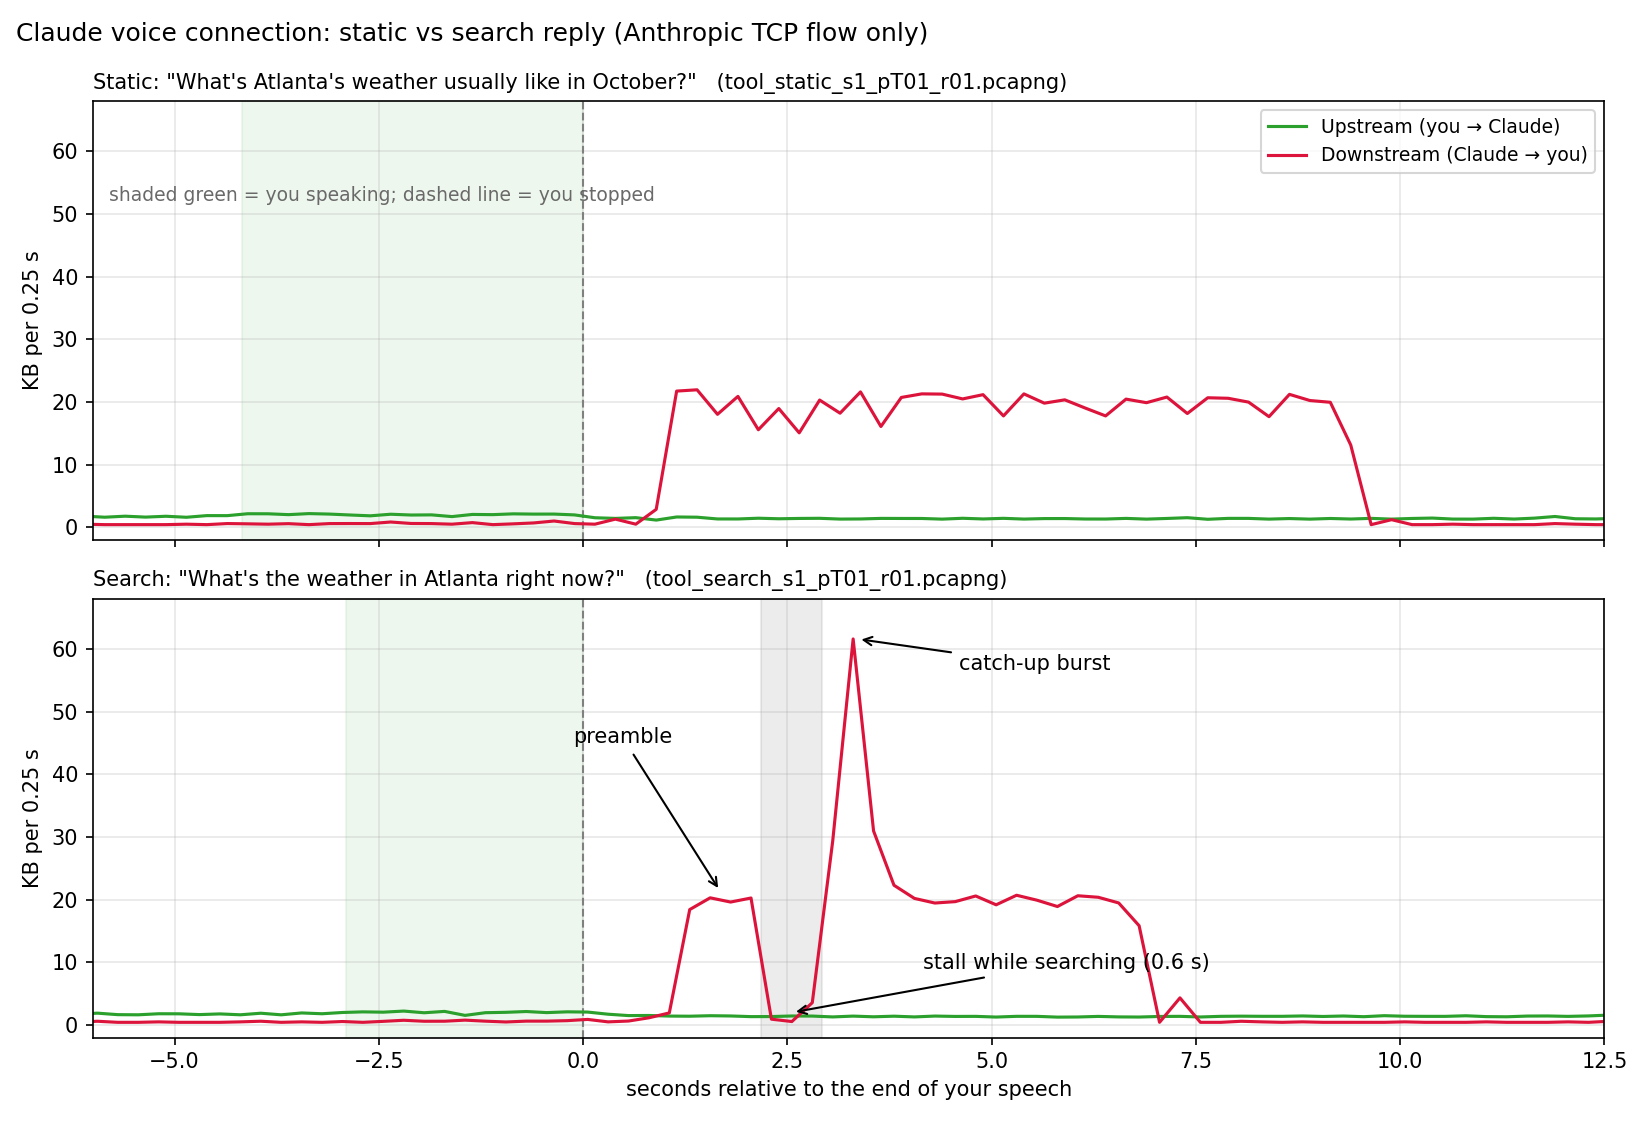 Claude voice connection: static vs search reply (Anthropic TCP flow only)
Static: "What's Atlanta's weather usually like in October?"   (tool_static_s1_pT01_r01.pcapng)
Upstream (you → Claude)
Downstream (Claude → you)
shaded green = you speaking; dashed line = you stopped
KB per 0.25 s
60
50
40
30
20
10
0
Search: "What's the weather in Atlanta right now?"   (tool_search_s1_pT01_r01.pcapng)
catch-up burst
preamble
stall while searching (0.6 s)
KB per 0.25 s
60
50
40
30
20
10
0
−5.0 −2.5 0.0 2.5 5.0 7.5 10.0 12.5
seconds relative to the end of your speech